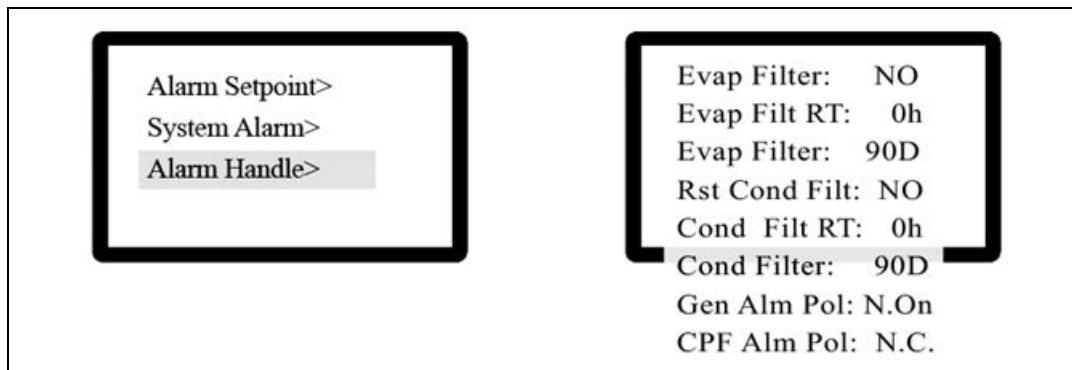 Alarm Setpoint>
System Alarm>
Alarm Handle>
Evap Filter: NO
Evap Filt RT: 0h
Evap Filter: 90D
Rst Cond Filt: NO
Cond Filt RT: 0h
Cond Filter: 90D
Gen Alm Pol: N.On
CPF Alm Pol: N.C.